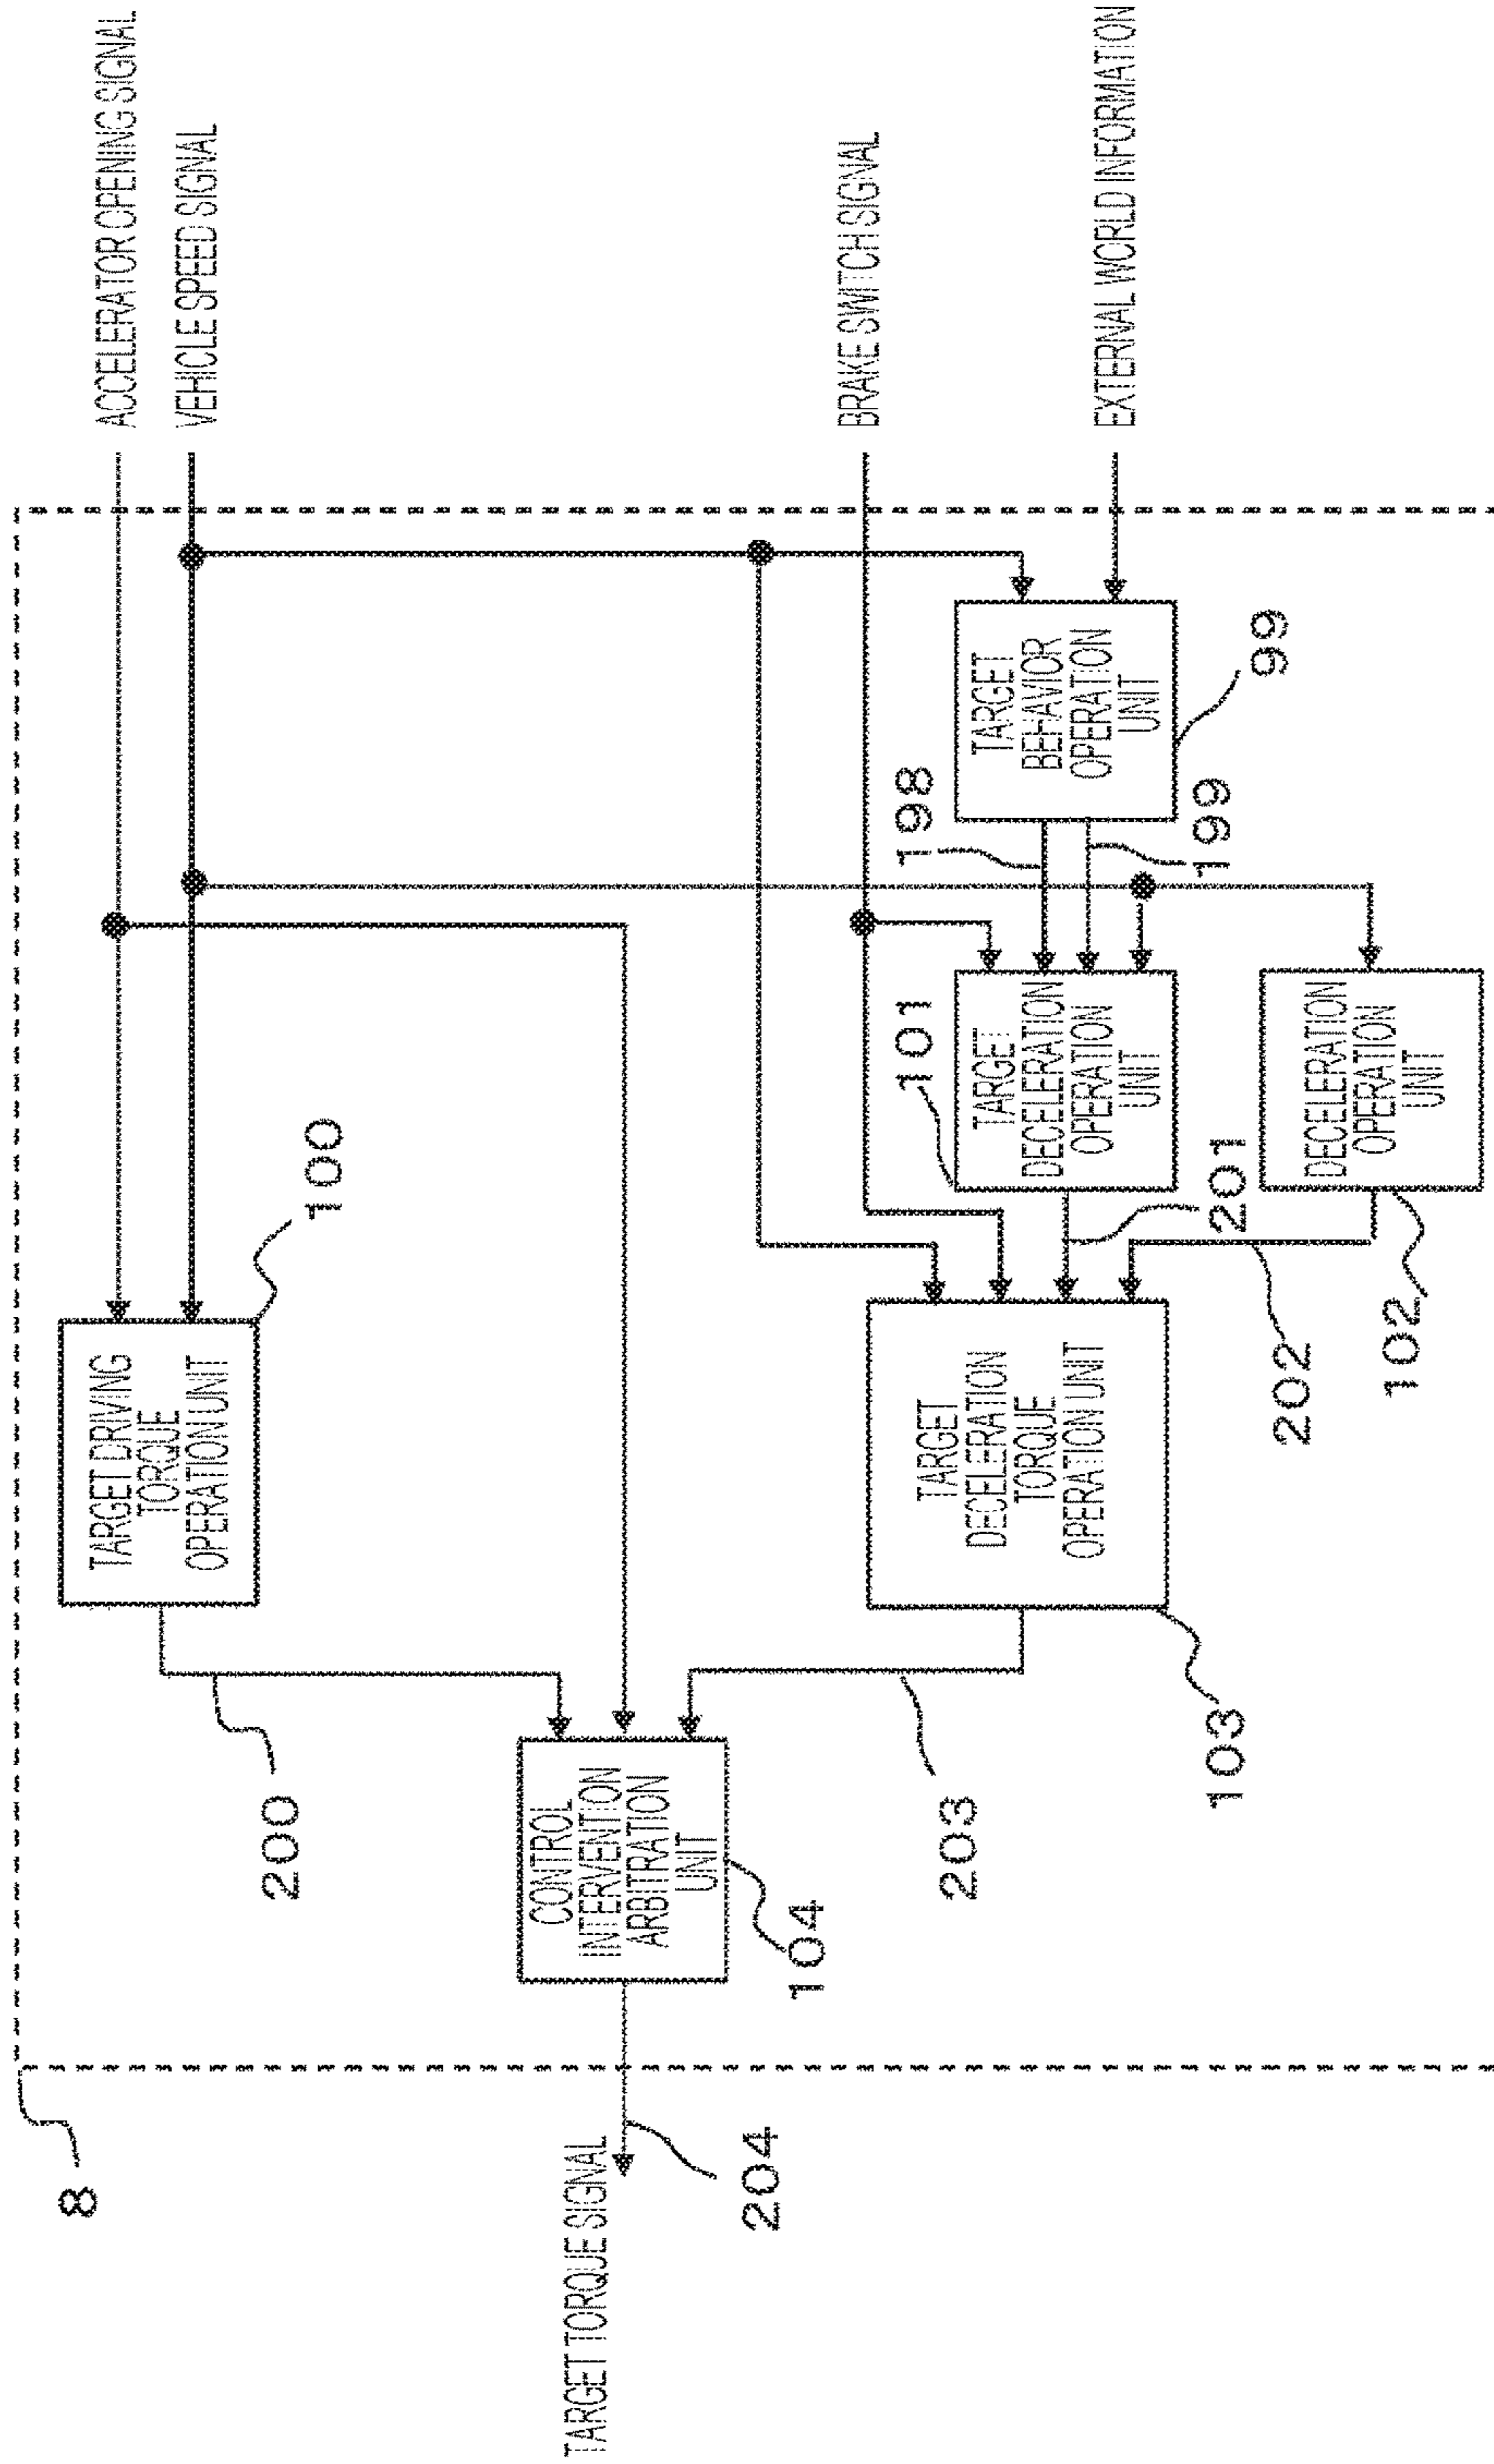 ACCELERATOR OPENING SIGNAL
VEHICLE SPEED SIGNAL
BRAKE SWITCH SIGNAL
EXTERNAL WORLD INFORMATION
TARGET
BEHAVIOR
OPERATION
UNIT
99
198
199
TARGET
DECELERATION
OPERATION
UNIT
101
201
DECELERATION
OPERATION
UNIT
102
202
TARGET DRIVING
TORQUE
OPERATION UNIT
100
200
TARGET
DECELERATION
TORQUE
OPERATION UNIT
103
203
CONTROL
INTERVENTION
ARBITRATION
UNIT
104
204
TARGET TORQUE SIGNAL
8